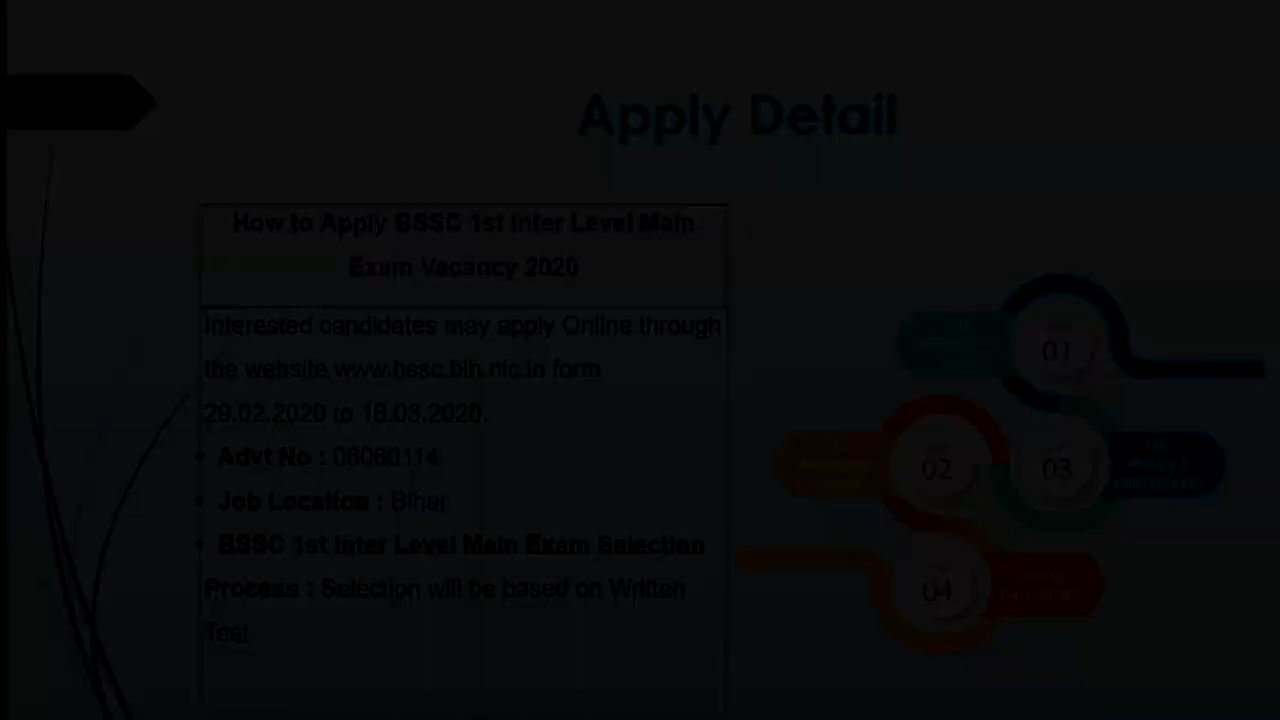 Apply Detail
How to Apply BSSC 1st Inter Level Main
Exam Vacancy 2020
Interested candidates may apply Online through
the website www.bssc.bih.nic.in form
29.02.2020 to 18.03.2020.
• Advt No : 06060114
• Job Location : Bihar
• BSSC 1st Inter Level Main Exam Selection
Process : Selection will be based on Written
Test
01
02
03
04